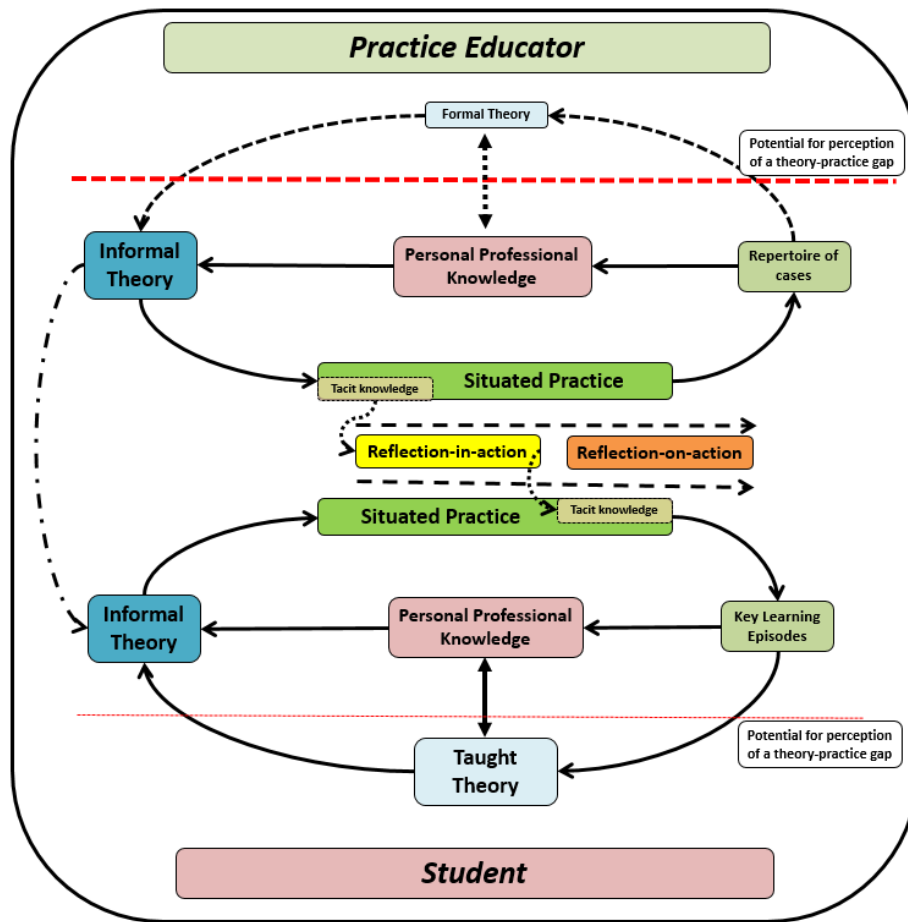 Practice Educator
Formal Theory
Potential for perception
of a theory-practice gap
Informal
Theory
Personal Professional
Knowledge
Repertoire of
cases
Situated Practice
Tacit knowledge
Reflection-in-action
Reflection-on-action
Situated Practice
Tacit knowledge
Informal
Theory
Personal Professional
Knowledge
Key Learning
Episodes
Potential for perception
of a theory-practice gap
Taught
Theory
Student